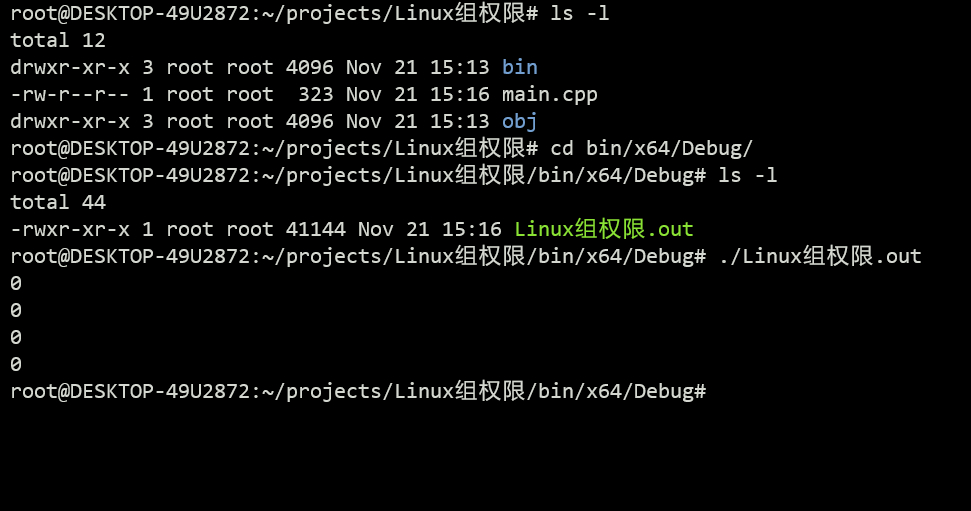 root@DESKTOP-49U2872:~/projects/Linux组权限# ls -l
total 12
drwxr-xr-x 3 root root 4096 Nov 21 15:13 bin
-rw-r--r-- 1 root root  323 Nov 21 15:16 main.cpp
drwxr-xr-x 3 root root 4096 Nov 21 15:13 obj
root@DESKTOP-49U2872:~/projects/Linux组权限# cd bin/x64/Debug/
root@DESKTOP-49U2872:~/projects/Linux组权限/bin/x64/Debug# ls -l
total 44
-rwxr-xr-x 1 root root 41144 Nov 21 15:16 Linux组权限.out
root@DESKTOP-49U2872:~/projects/Linux组权限/bin/x64/Debug# ./Linux组权限.out
0
0
0
0
root@DESKTOP-49U2872:~/projects/Linux组权限/bin/x64/Debug#